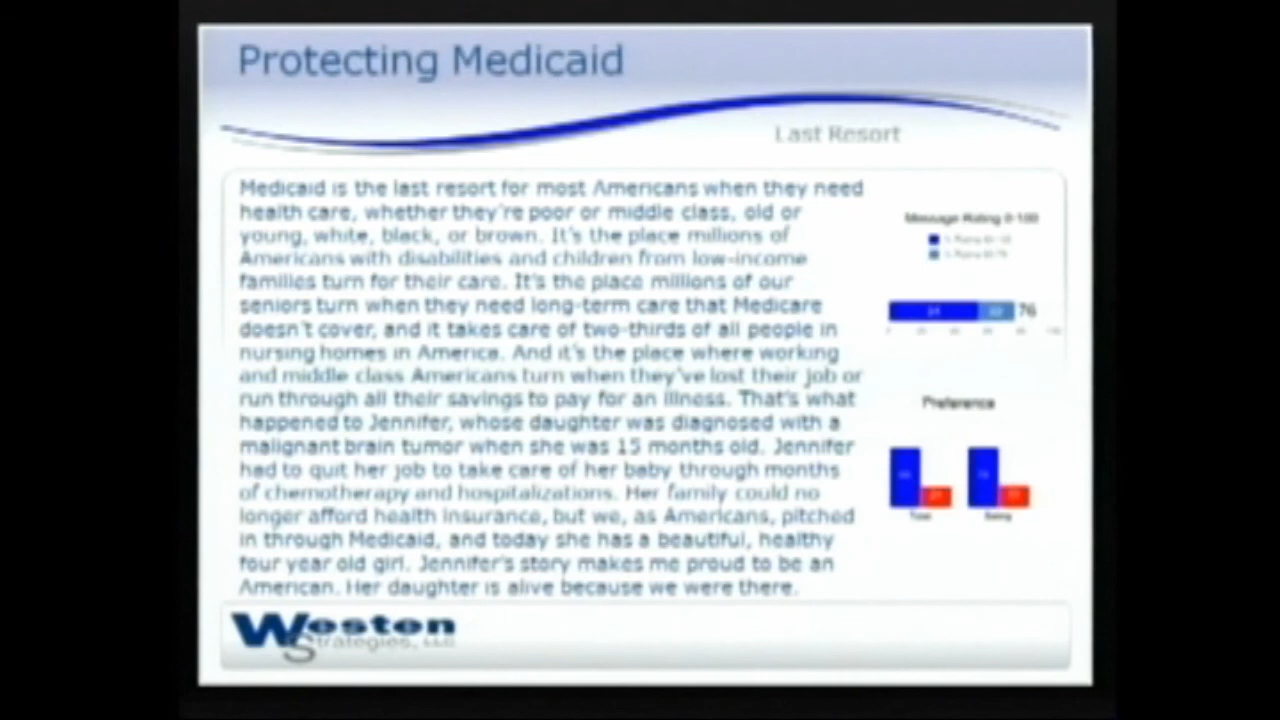 Protecting Medicaid
Last Resort
Medicaid is the last resort for most Americans when they need
health care, whether they're poor or middle class, old or
young, white, black, or brown. It's the place millions of
Americans with disabilities and children from low-income
families turn for their care. It's the place millions of our
seniors turn when they need long-term care that Medicare
doesn't cover, and it takes care of two-thirds of all people in
nursing homes in America. And it's the place where working
and middle class Americans turn when they've lost their job or
run through all their savings to pay for an illness. That's what
happened to Jennifer, whose daughter was diagnosed with a
malignant brain tumor when she was 15 months old. Jennifer
had to quit her job to take care of her baby through months
of chemotherapy and hospitalizations. Her family could no
longer afford health insurance, but we, as Americans, pitched
in through Medicaid, and today she has a beautiful, healthy
four year old girl. Jennifer's story makes me proud to be an
American. Her daughter is alive because we were there.
Message Rating 0-100
76
Preference
Westen
Strategies, LLC